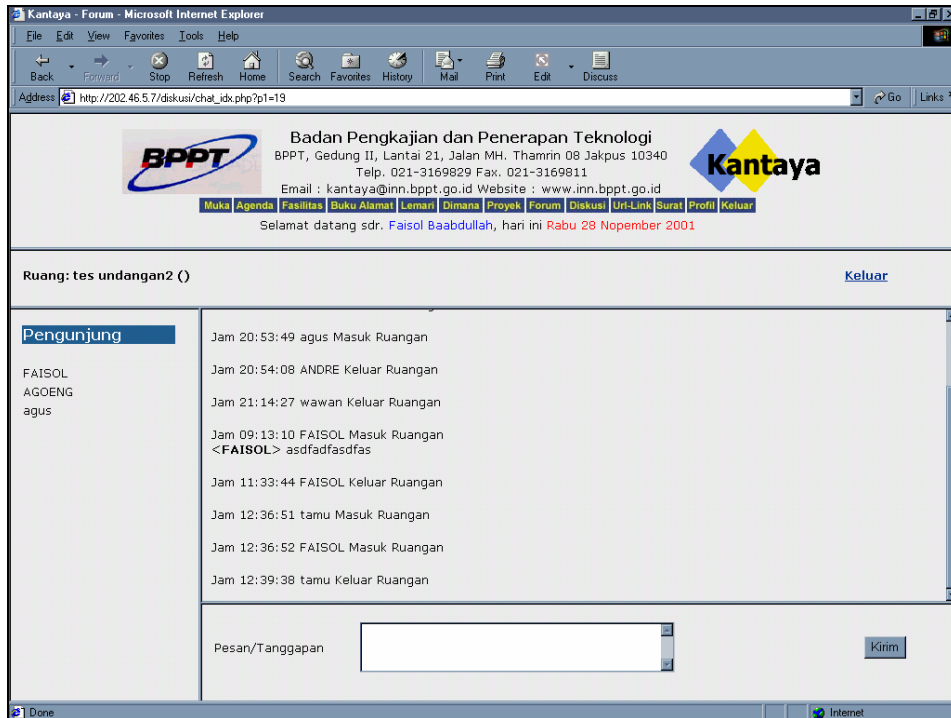 Kantaya - Forum - Microsoft Internet Explorer
File Edit View Favorites Tools Help
Back Forward Stop Refresh Home Search Favorites History Mail Print Edit Discuss
Address http://202.46.5.7/diskusi/chat_idx.php?p1=19 Go Links
BPPT
Badan Pengkajian dan Penerapan Teknologi
BPPT, Gedung II, Lantai 21, Jalan MH. Thamrin 08 Jakpus 10340
Telp. 021-3169829 Fax. 021-3169811
Email : kantaya@inn.bppt.go.id Website : www.inn.bppt.go.id
Kantaya
Muka Agenda Fasilitas Buku Alamat Lemari Dimana Proyek Forum Diskusi Url-Link Surat Profil Keluar
Selamat datang sdr. Faisol Baabdullah, hari ini Rabu 28 Nopember 2001
Ruang: tes undangan2 () Keluar
Pengunjung
FAISOL
AGOENG
agus
Jam 20:53:49 agus Masuk Ruangan
Jam 20:54:08 ANDRE Keluar Ruangan
Jam 21:14:27 wawan Keluar Ruangan
Jam 09:13:10 FAISOL Masuk Ruangan
<FAISOL> asdfadfasdfas
Jam 11:33:44 FAISOL Keluar Ruangan
Jam 12:36:51 tamu Masuk Ruangan
Jam 12:36:52 FAISOL Masuk Ruangan
Jam 12:39:38 tamu Keluar Ruangan
Pesan/Tanggapan Kirim
Done Internet